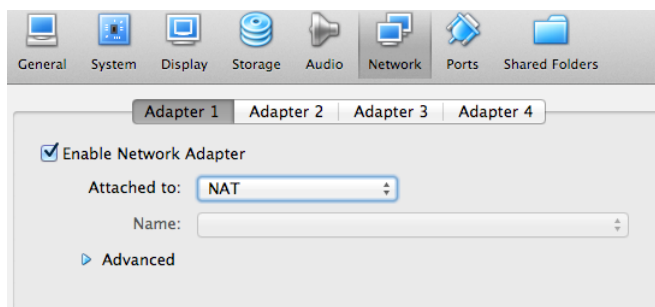 General System Display Storage Audio Network Ports Shared Folders
Adapter 1 Adapter 2 Adapter 3 Adapter 4
Enable Network Adapter
Attached to: NAT
Name:
Advanced